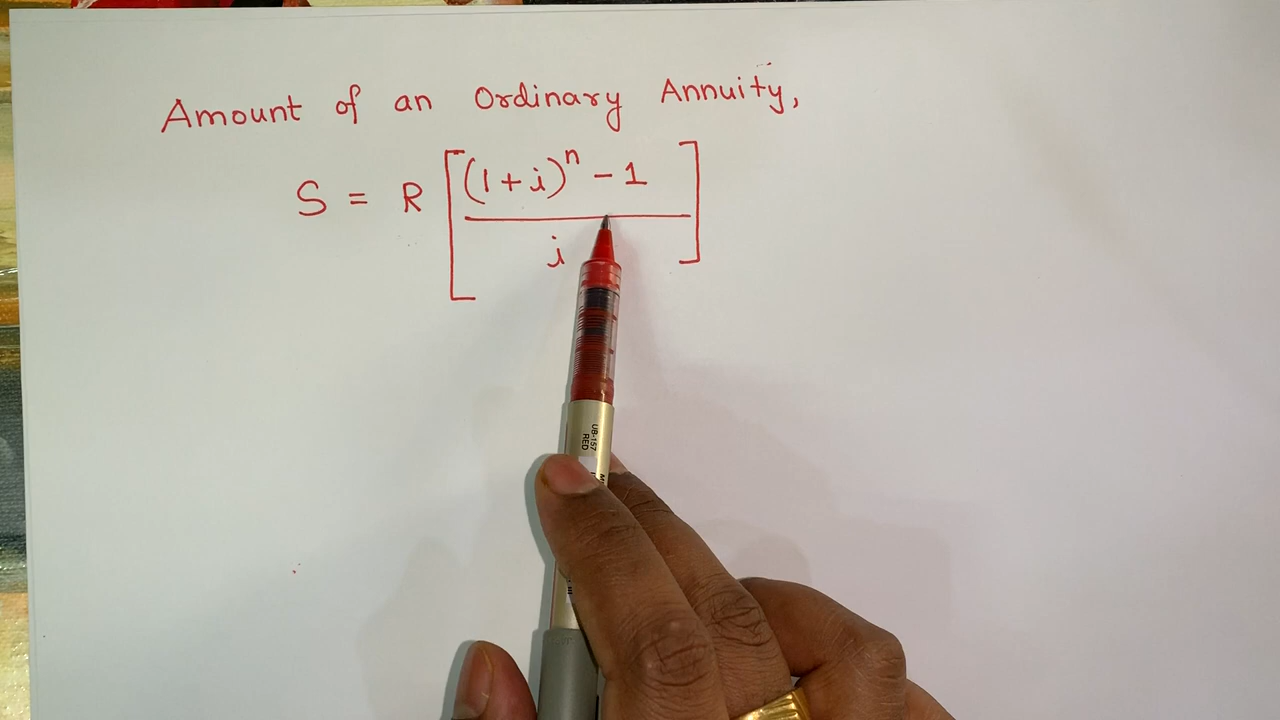 Amount of an Ordinary Annuity,
S = R [ (1+i)^n - 1 / i ]
UB-157
RED